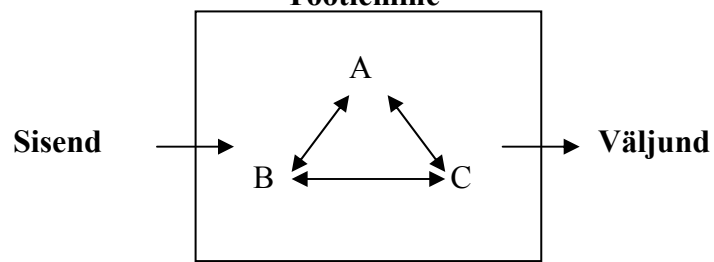 Töötlemine
A
Sisend
Väljund
B
C